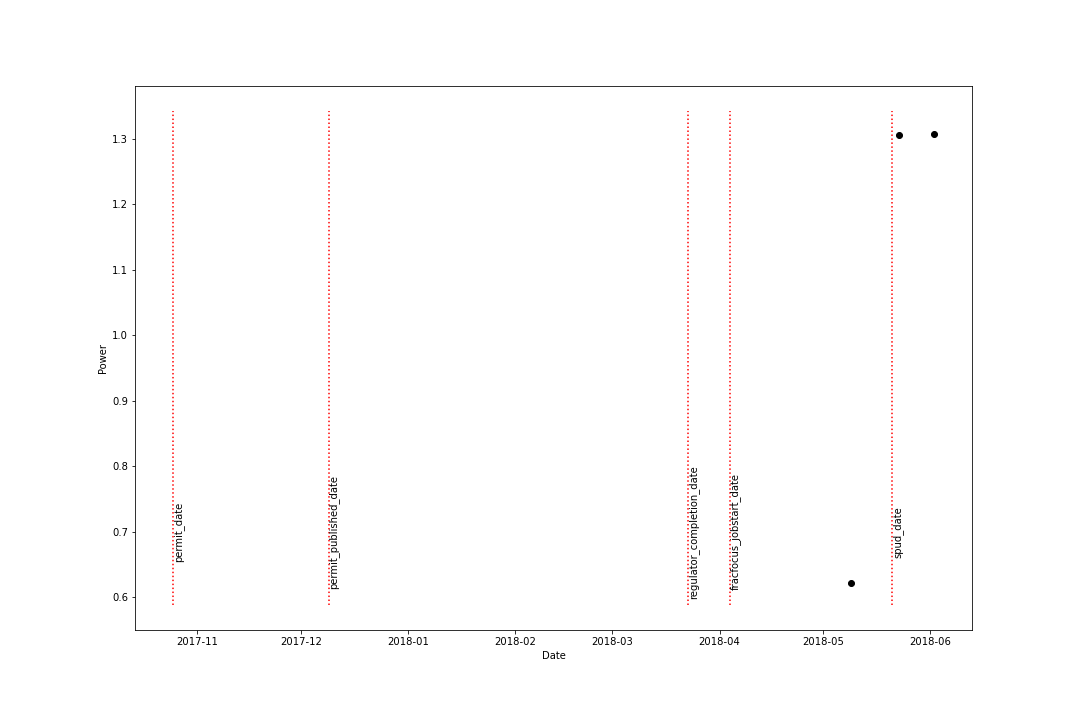 1.3
1.2
1.1
1.0
0.9
0.8
0.7
0.6
Power
permit_date
permit_published_date
regulator_completion_date
fracfocus_jobstart_date
spud_date
2017-11 2017-12 2018-01 2018-02 2018-03 2018-04 2018-05 2018-06
Date